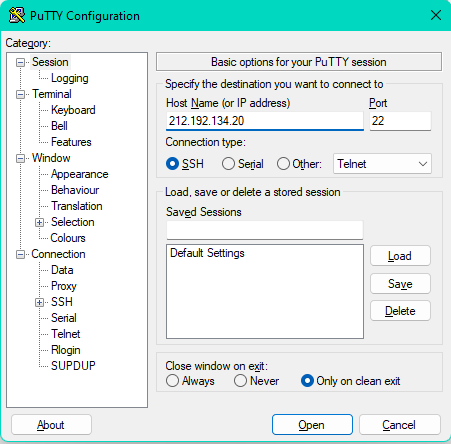 PuTTY Configuration
Category:
Session
Logging
Terminal
Keyboard
Bell
Features
Window
Appearance
Behaviour
Translation
Selection
Colours
Connection
Data
Proxy
SSH
Serial
Telnet
Rlogin
SUPDUP
Basic options for your PuTTY session
Specify the destination you want to connect to
Host Name (or IP address) Port
212.192.134.20 22
Connection type:
SSH Serial Other: Telnet
Load, save or delete a stored session
Saved Sessions
Default Settings
Load
Save
Delete
Close window on exit:
Always Never Only on clean exit
About Open Cancel